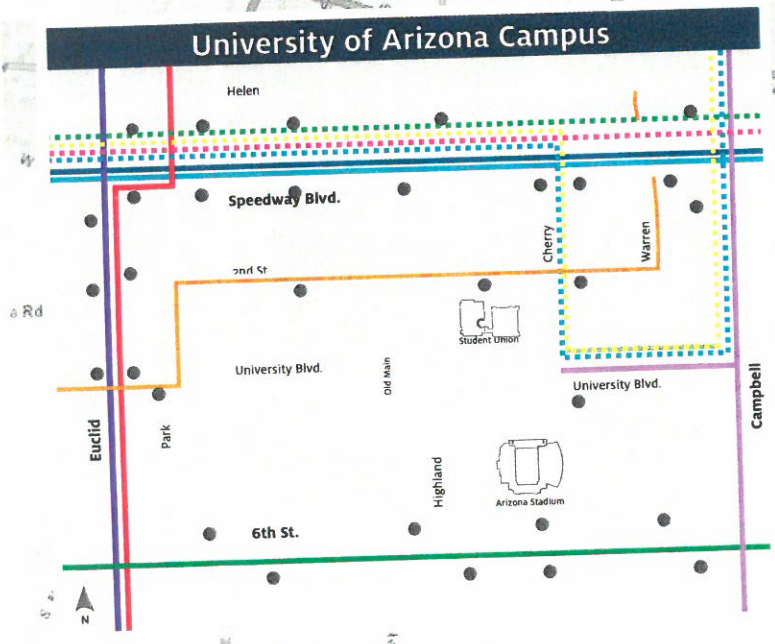 University of Arizona Campus
Helen
Speedway Blvd.
Cherry
Warren
2nd St
Rd
Student Union
University Blvd.
Old Main
University Blvd.
Euclid
Park
Campbell
Highland
Arizona Stadium
6th St.
N